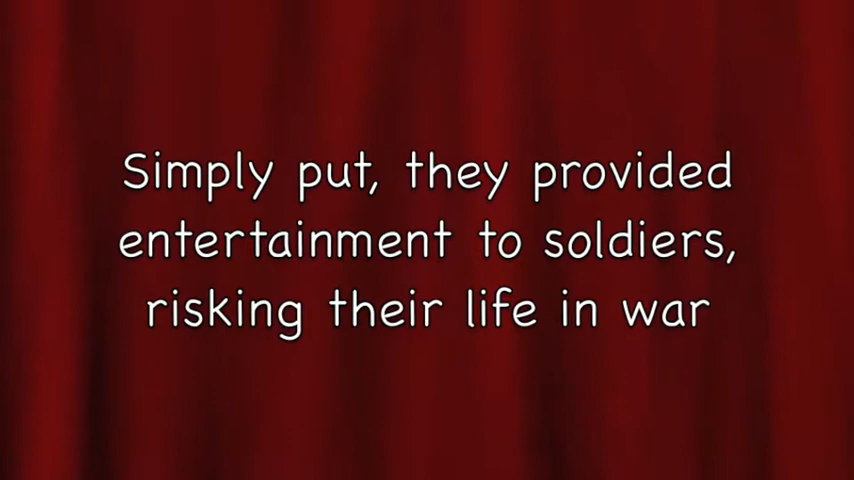 Simply put, they provided
entertainment to soldiers,
risking their life in war